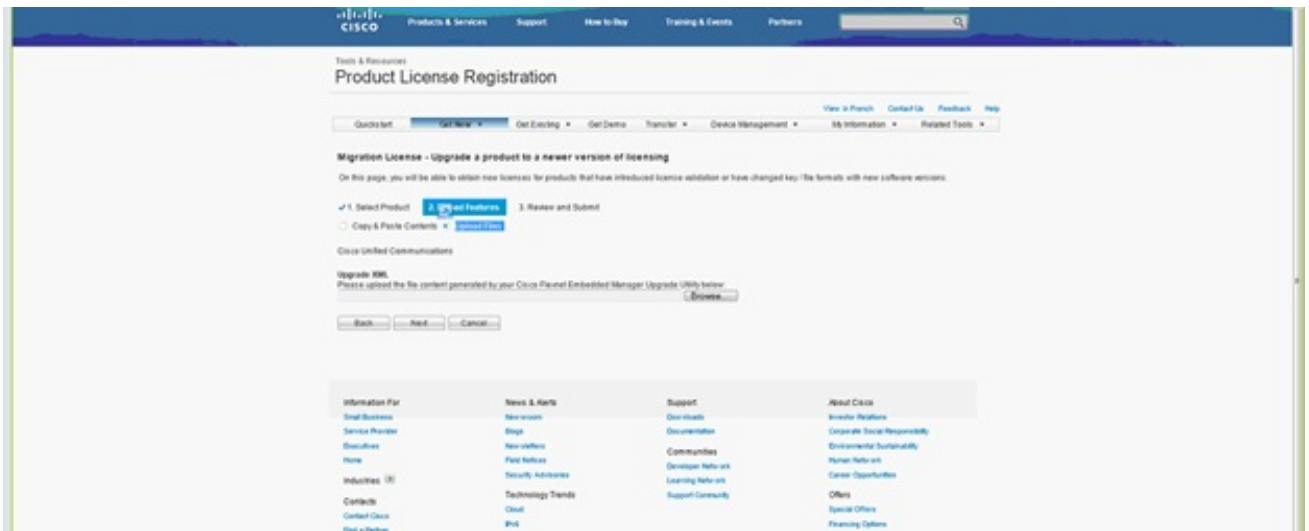 CISCO
Products & Services Support How to Buy Training & Events Partners
Tools & Resources
Product License Registration
View in French Contact Us Feedback Help
Quickstart Get New Get Existing Get Demo Transfer Device Management My Information Related Tools
Migration License - Upgrade a product to a newer version of licensing
On this page, you will be able to obtain new licenses for products that have introduced license validation or have changed key / file formats with new software versions.
1. Select Product 2. Features 3. Review and Submit
Copy & Paste Contents Upload Files
Cisco Unified Communications
Upgrade XML
Please upload the file content generated by your Cisco Flexnet Embedded Manager Upgrade Utility below
Browse...
Back Next Cancel
Information For News & Alerts Support About Cisco
Small Business Newsroom Downloads Investor Relations
Service Provider Blogs Documentation Corporate Social Responsibility
Executives Newsletters Environmental Sustainability
Home Field Notices Communities Human Network
Security Advisories Developer Network Career Opportunities
Industries Learning Network
Contacts Technology Trends Support Community Offers
Contact Cisco Cloud Special Offers
Find a Partner IPv6 Financing Options